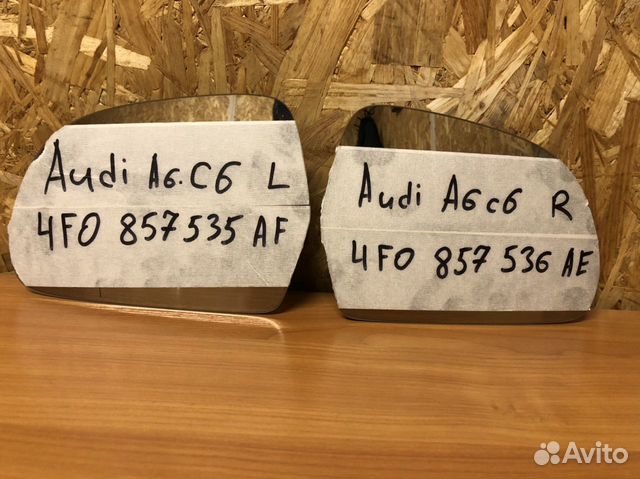 Audi A6.C6 L
4F0 857535 AF
Audi A6c6 R
4F0 857 536 AE
Avito